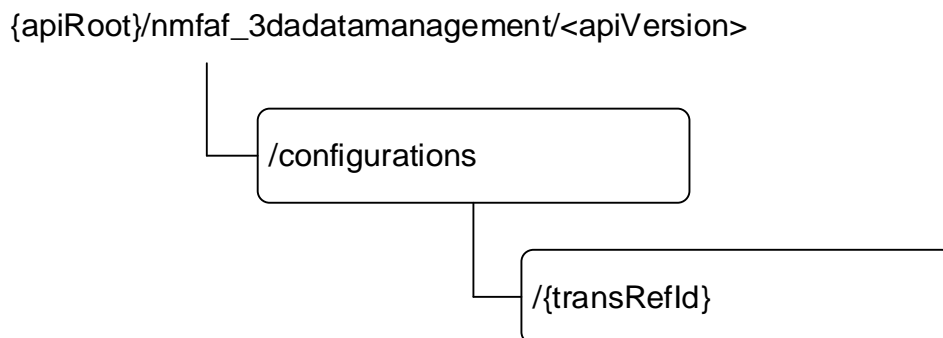 {apiRoot}/nmfaf_3dadatamanagement/<apiVersion>
/configurations
/{transRefId}